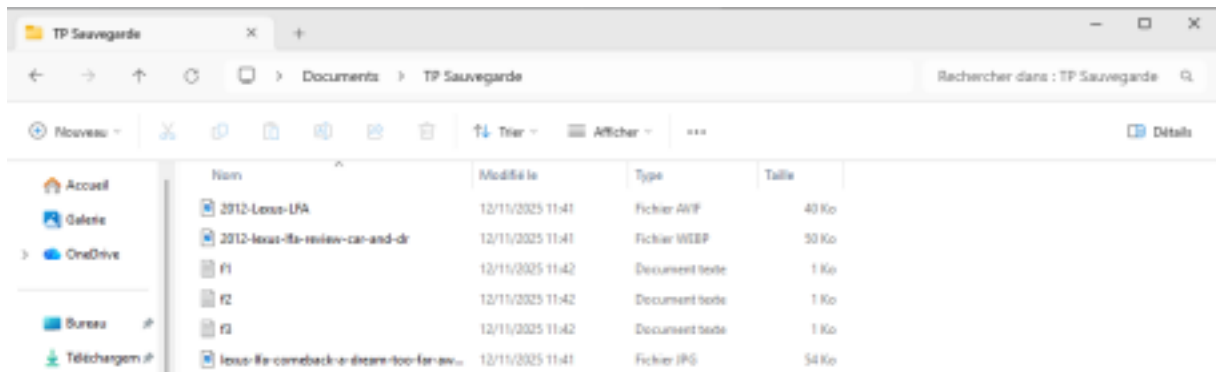 TP Sauvegarde
Documents > TP Sauvegarde
Rechercher dans : TP Sauvegarde
Nouveau
Trier
Afficher
Détails
Nom Modifié le Type Taille
Accueil
Galerie
OneDrive
Bureau
Téléchargem
2012-Lexus-LFA 12/11/2025 11:41 Fichier AVIF 40 Ko
2012-lexus-lfa-review-car-and-dr 12/11/2025 11:41 Fichier WEBP 50 Ko
f1 12/11/2025 11:42 Document texte 1 Ko
f2 12/11/2025 11:42 Document texte 1 Ko
f3 12/11/2025 11:42 Document texte 1 Ko
lexus-lfa-comeback-a-dream-too-far-aw... 12/11/2025 11:41 Fichier JPG 54 Ko